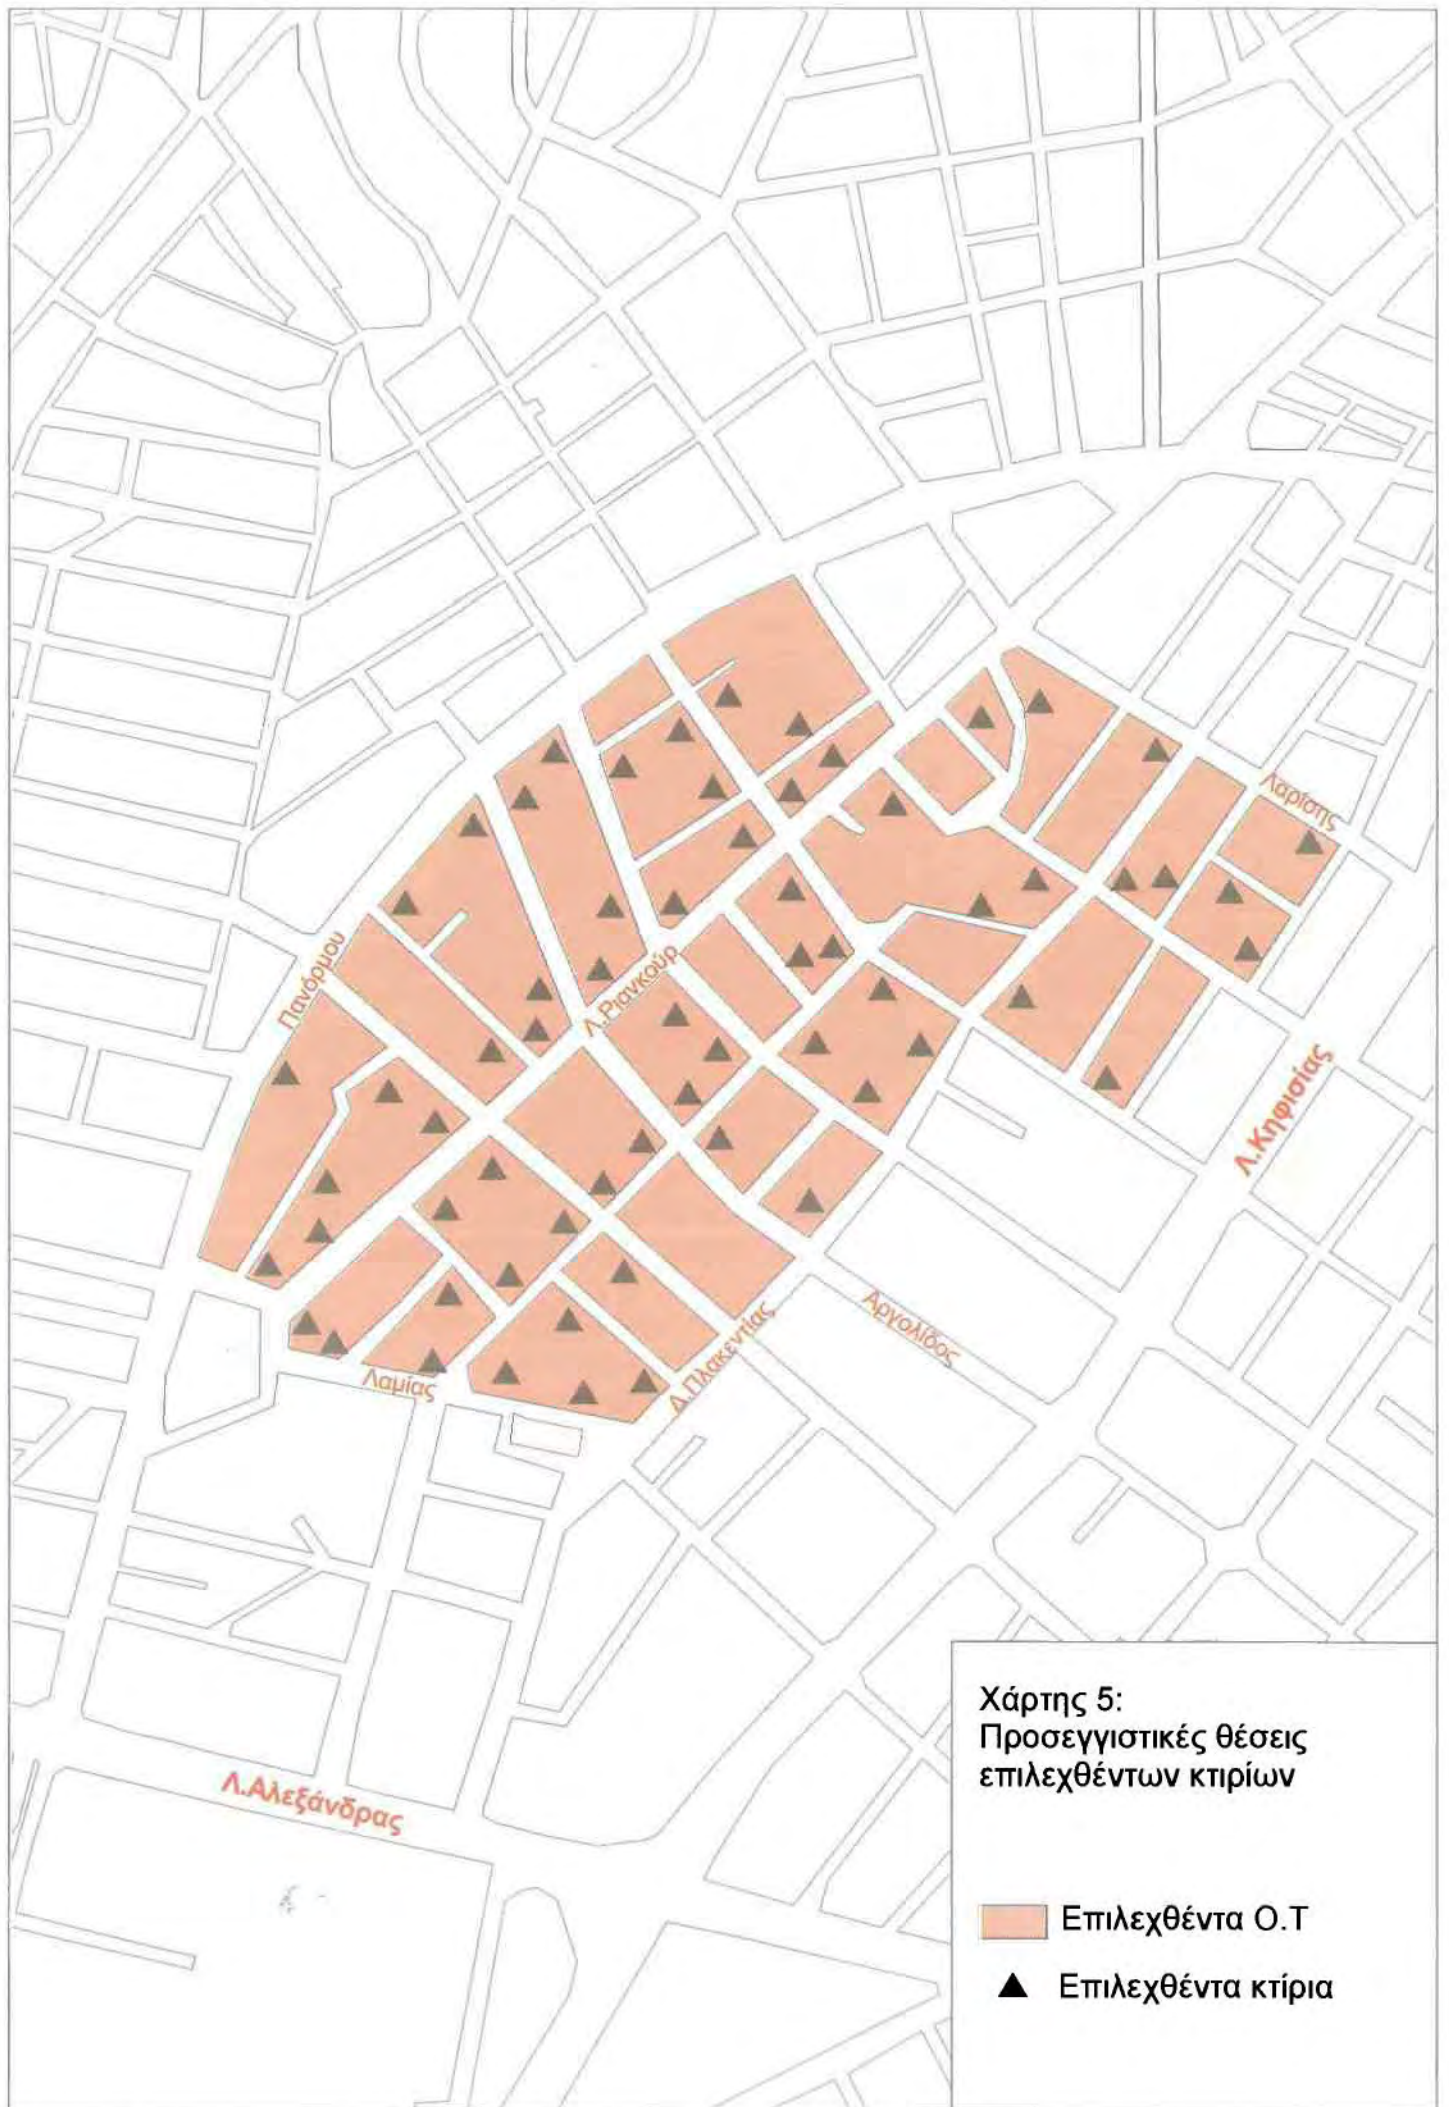 Λαρίσης
Πανόρμου
Λ.Ριανκούρ
Λ.Κηφισίας
Αργολίδος
Δ.Πλακεντίας
Λαμίας
Λ.Αλεξάνδρας
Χάρτης 5:
Προσεγγιστικές θέσεις
επιλεχθέντων κτιρίων
Επιλεχθέντα Ο.Τ
Επιλεχθέντα κτίρια